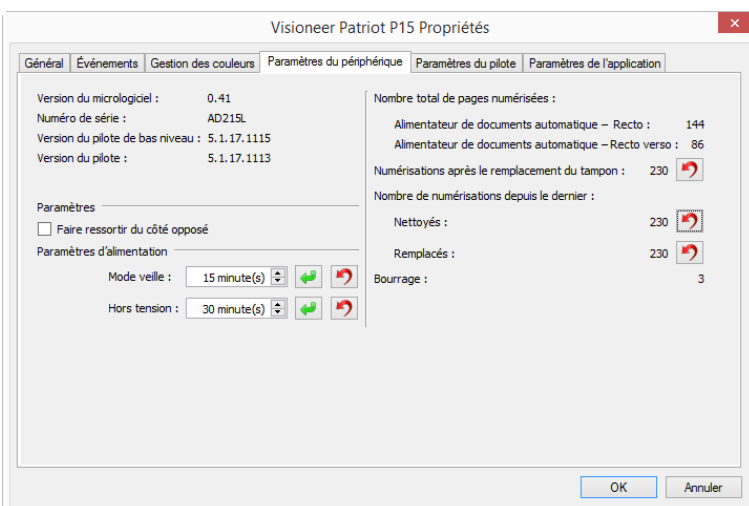 Visioneer Patriot P15 Propriétés
Général Événements Gestion des couleurs Paramètres du périphérique Paramètres du pilote Paramètres de l'application
Version du micrologiciel : 0.41
Numéro de série : AD215L
Version du pilote de bas niveau : 5.1.17.1115
Version du pilote : 5.1.17.1113
Paramètres
Faire ressortir du côté opposé
Paramètres d'alimentation
Mode veille : 15 minute(s)
Hors tension : 30 minute(s)
Nombre total de pages numérisées :
Alimentateur de documents automatique – Recto : 144
Alimentateur de documents automatique – Recto verso : 86
Numérisations après le remplacement du tampon : 230
Nombre de numérisations depuis le dernier :
Nettoyés : 230
Remplacés : 230
Bourrage : 3
OK Annuler